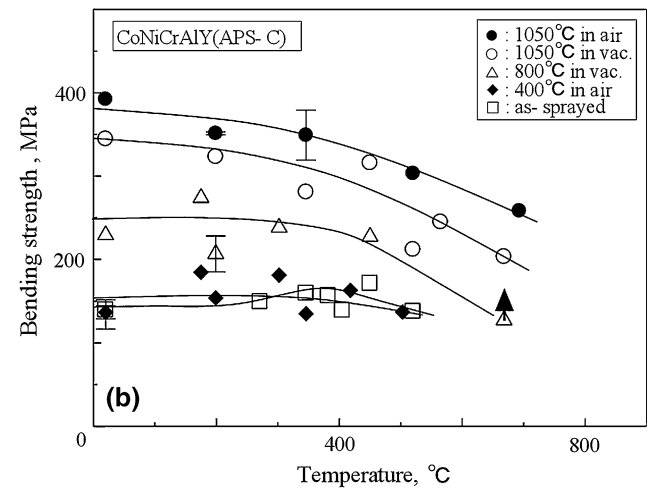 CoNiCrAlY(APS- C)
● : 1050℃ in air
○ : 1050℃ in vac.
△ : 800℃ in vac.
◆ : 400℃ in air
□ : as- sprayed
Bending strength , MPa
400
200
0
(b)
400
800
Temperature, ℃